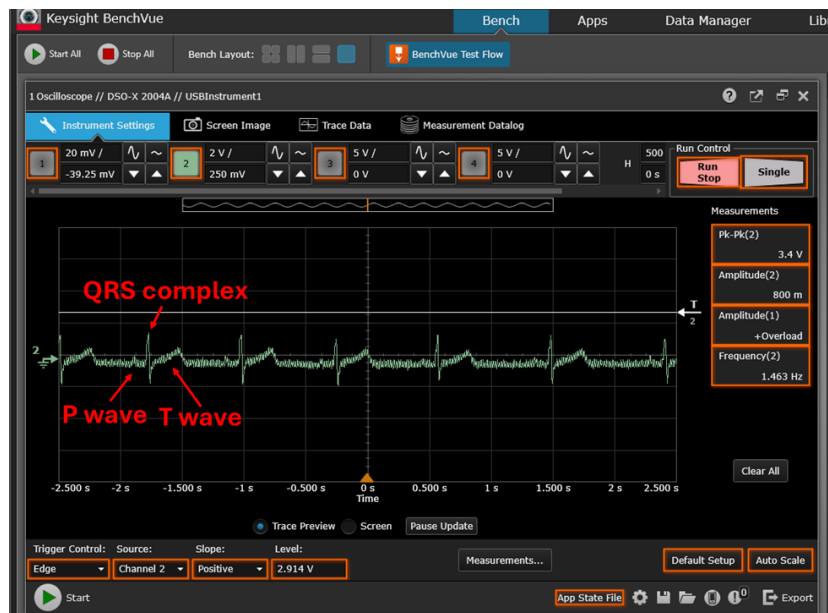 Keysight BenchVue
Bench
Apps
Data Manager
Start All
Stop All
Bench Layout:
BenchVue Test Flow
1 Oscilloscope // DSO-X 2004A // USBInstrument1
Instrument Settings
Screen Image
Trace Data
Measurement Datalog
1
20 mV /
-39.25 mV
2
2 V /
250 mV
3
5 V /
0 V
4
5 V /
0 V
H
500
0 s
Run Control
Run
Stop
Single
Measurements
Pk-Pk(2)
3.4 V
Amplitude(2)
800 m
Amplitude(1)
+Overload
Frequency(2)
1.463 Hz
T
2
QRS complex
2
P wave
T wave
-2.500 s
-2 s
-1.500 s
-1 s
-0.500 s
0 s
0.500 s
1 s
1.500 s
2 s
2.500 s
Time
Clear All
Trace Preview
Screen
Pause Update
Trigger Control:
Source:
Slope:
Level:
Edge
Channel 2
Positive
2.914 V
Measurements...
Default Setup
Auto Scale
Start
App State File
0
Export